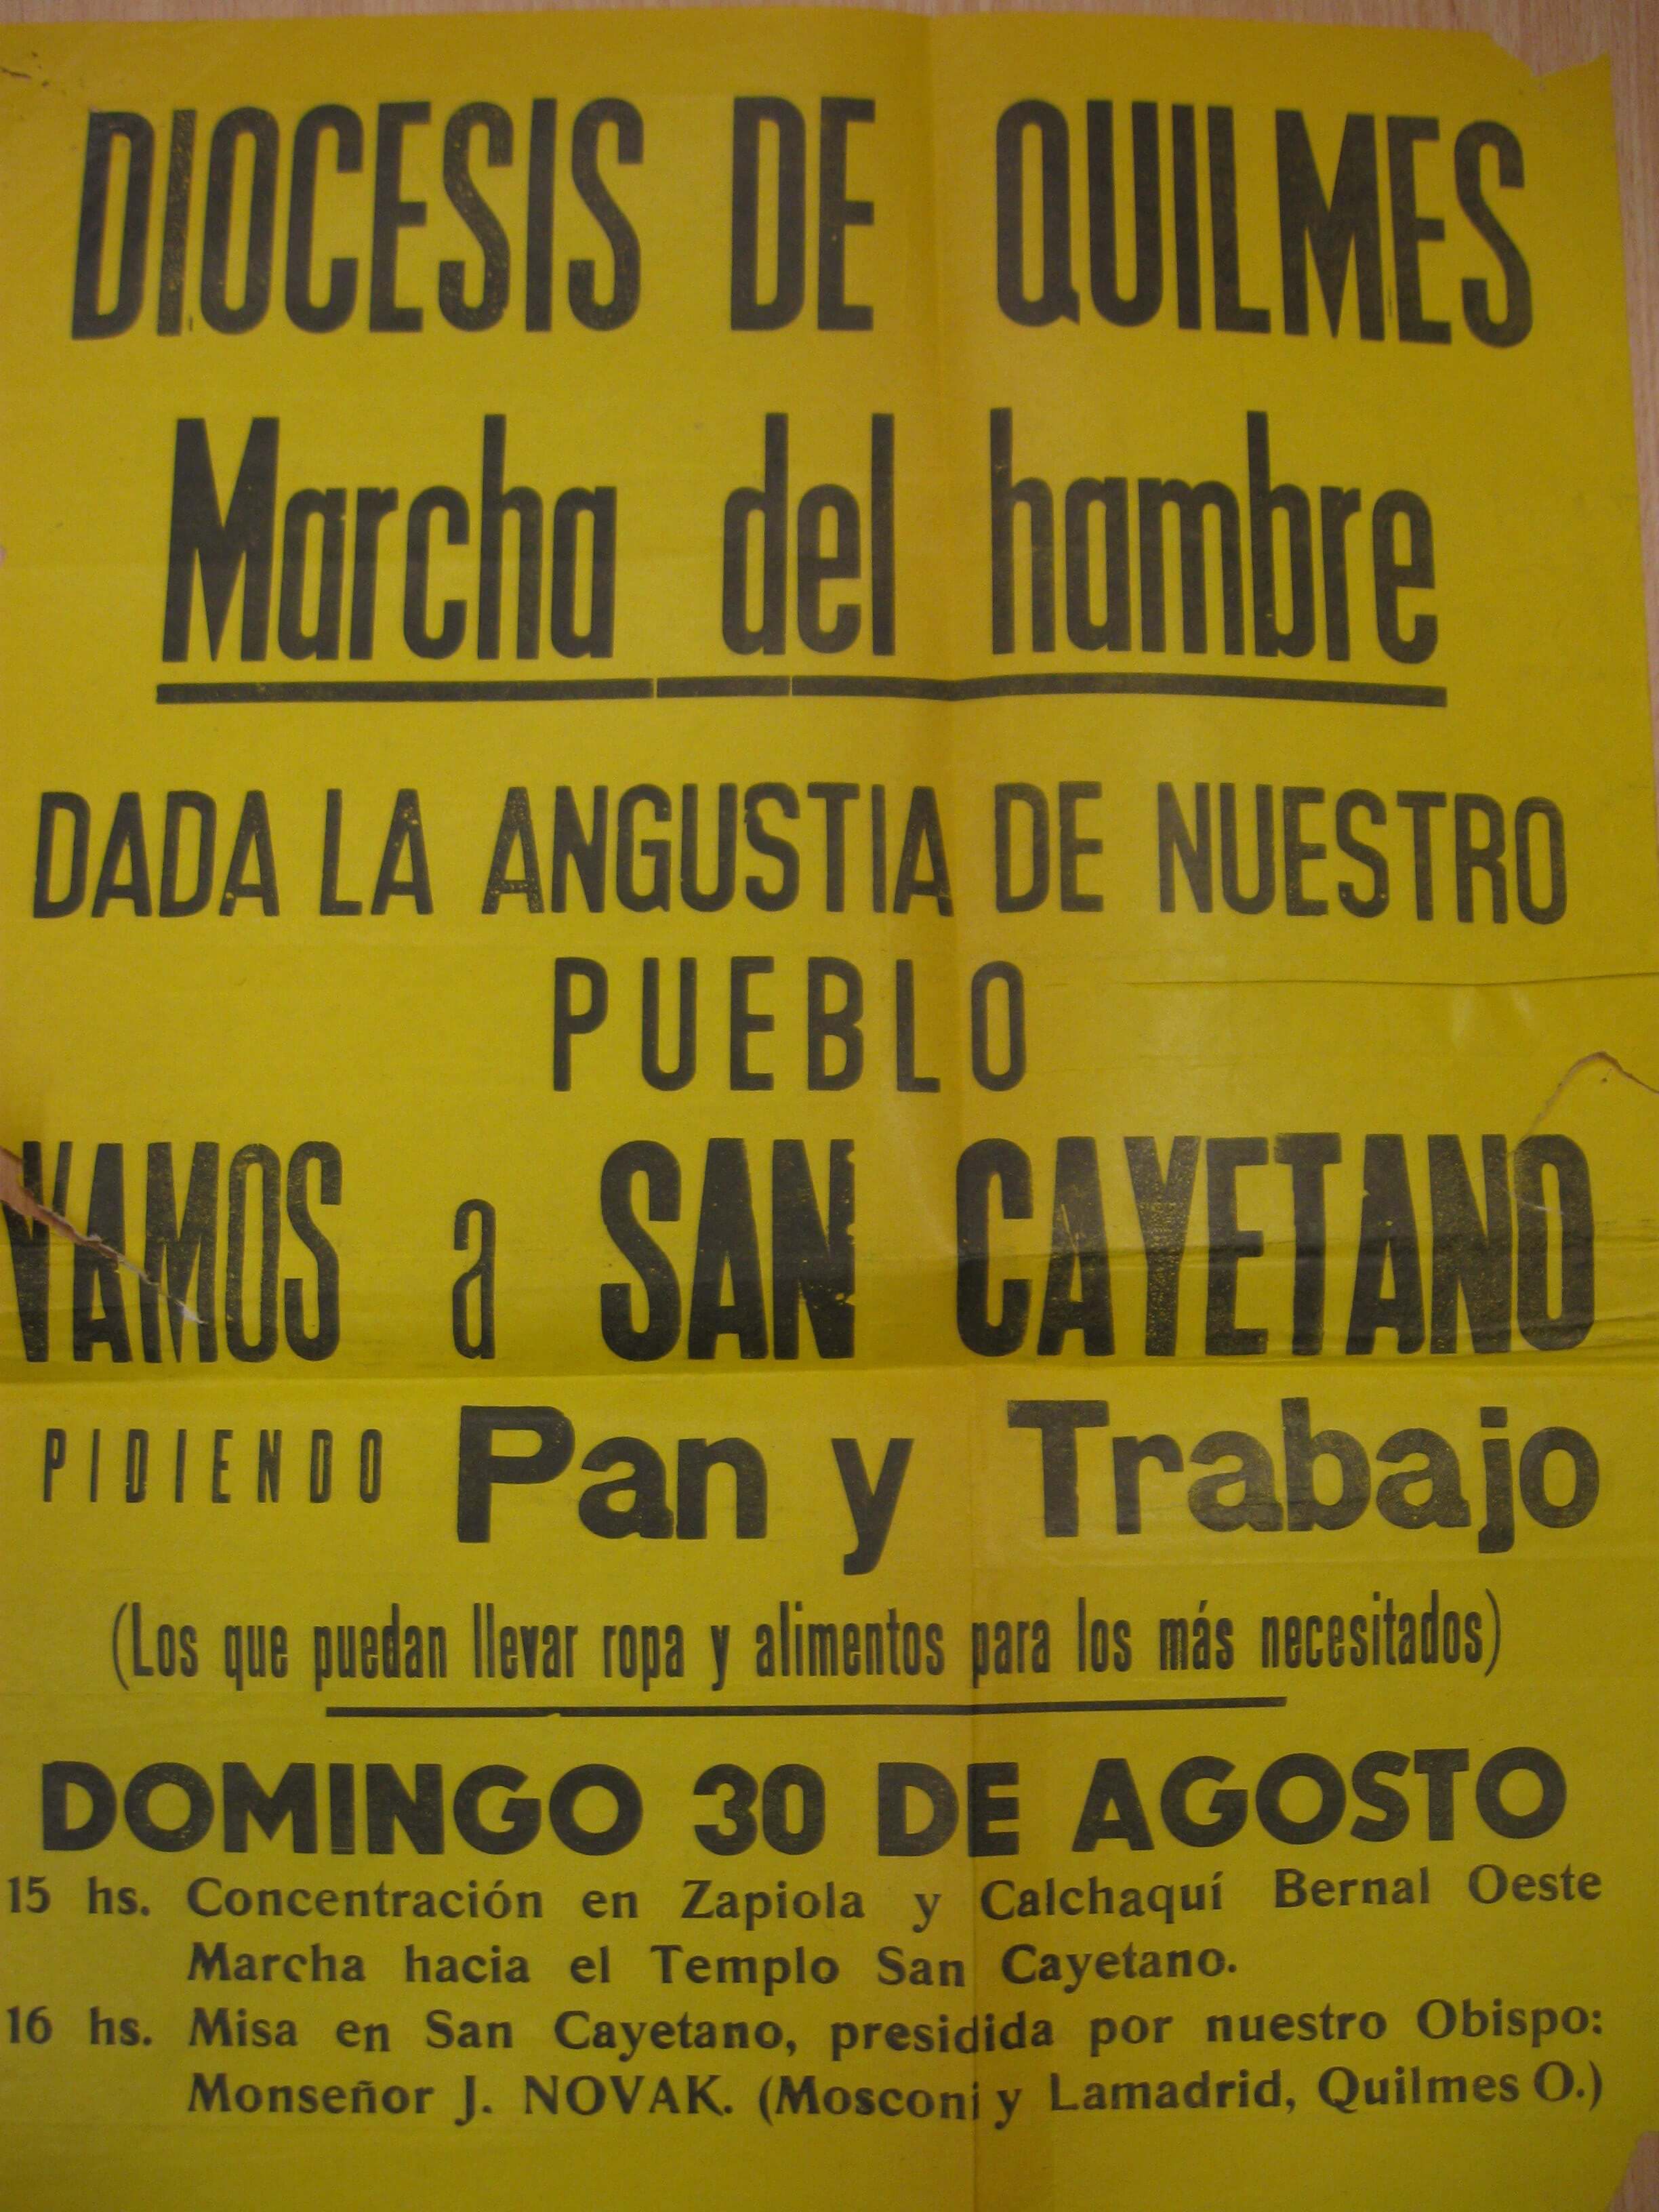 DIOCESIS DE QUILMES
Marcha del hambre
DADA LA ANGUSTIA DE NUESTRO
PUEBLO
VAMOS a SAN CAYETANO
PIDIENDO Pan y Trabajo
(Los que puedan llevar ropa y alimentos para los más necesitados)
DOMINGO 30 DE AGOSTO
15 hs. Concentración en Zapiola y Calchaquí Bernal Oeste
Marcha hacia el Templo San Cayetano.
16 hs. Misa en San Cayetano, presidida por nuestro Obispo:
Monseñor J. NOVAK. (Mosconi y Lamadrid, Quilmes O.)